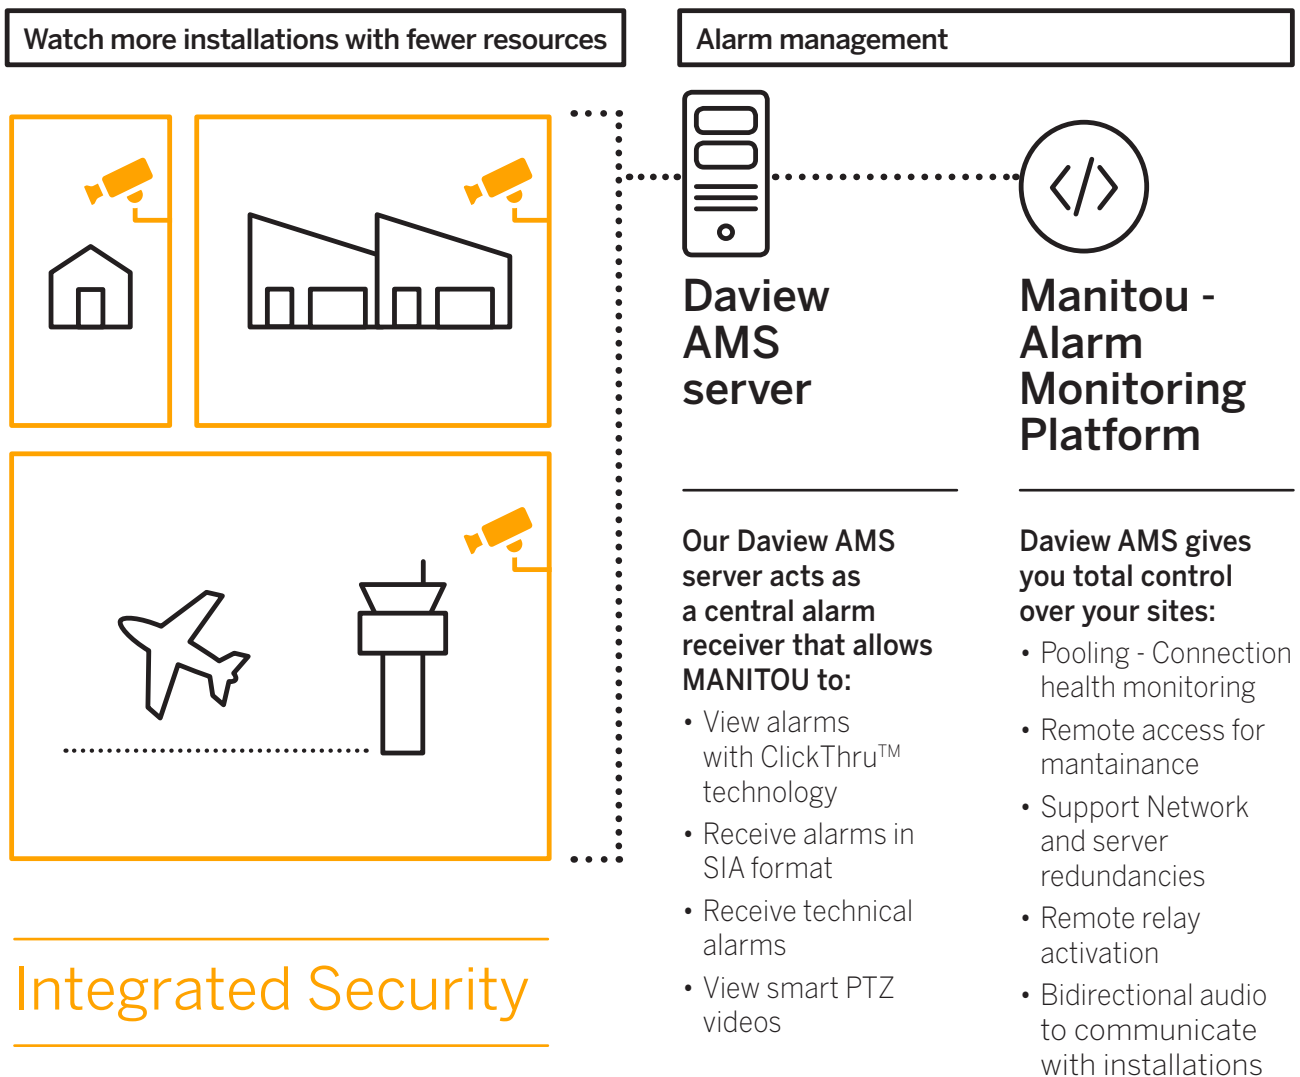 Watch more installations with fewer resources
Alarm management
Daview
AMS
server
Manitou -
Alarm
Monitoring
Platform
Our Daview AMS
server acts as
a central alarm
receiver that allows
MANITOU to:
• View alarms
with ClickThru™
technology
• Receive alarms in
SIA format
• Receive technical
alarms
• View smart PTZ
videos
Daview AMS gives
you total control
over your sites:
• Pooling - Connection
health monitoring
• Remote access for
mantainance
• Support Network
and server
redundancies
• Remote relay
activation
• Bidirectional audio
to communicate
with installations
Integrated Security